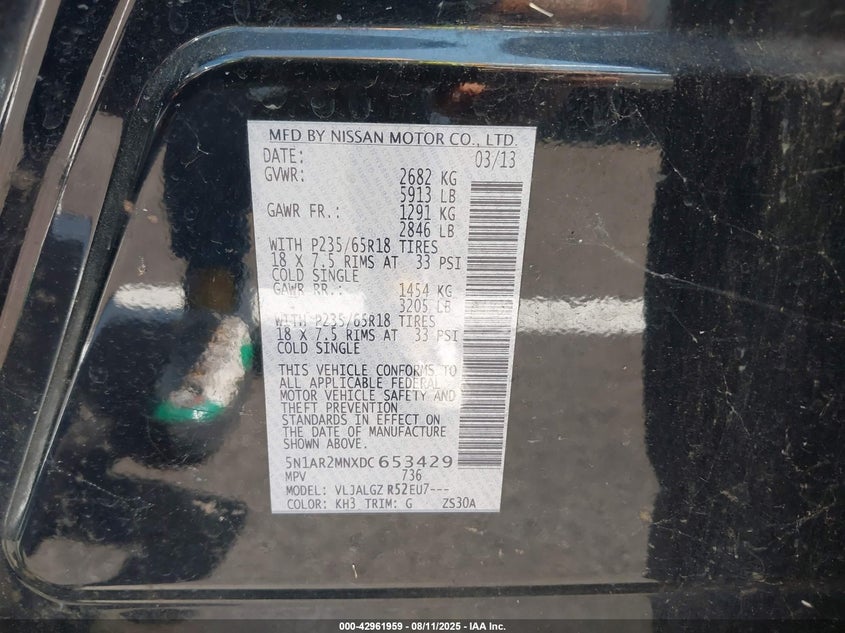 MFD BY NISSAN MOTOR CO., LTD.
DATE: 03/13
GVWR: 2682 KG
5913 LB
GAWR FR.: 1291 KG
2846 LB
WITH P235/65R18 TIRES
18 X 7.5 RIMS AT 33 PSI
COLD SINGLE
GAWR RR.: 1454 KG
3205 LB
WITH P235/65R18 TIRES
18 X 7.5 RIMS AT 33 PSI
COLD SINGLE
THIS VEHICLE CONFORMS TO
ALL APPLICABLE FEDERAL
MOTOR VEHICLE SAFETY AND
THEFT PREVENTION
STANDARDS IN EFFECT ON
THE DATE OF MANUFACTURE
SHOWN ABOVE.
5N1AR2MNXDC 653429
MPV 736
MODEL: VLJALGZ R52EU7---
COLOR: KH3 TRIM: G ZS30A
000-42961959 - 08/11/2025 - IAA Inc.